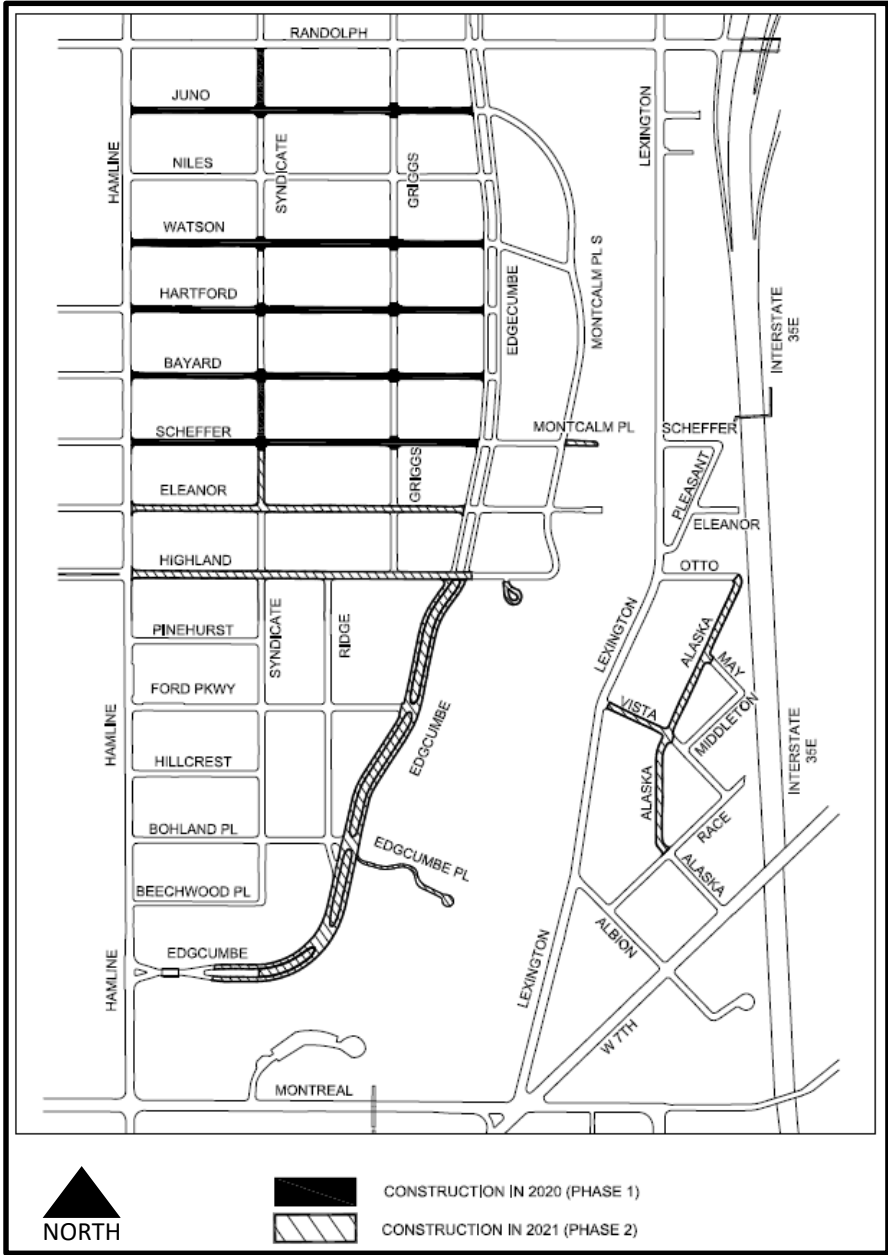 RANDOLPH
JUNO
HAMLINE
SYNDICATE
GRIGGS
LEXINGTON
NILES
WATSON
HARTFORD
EDGECUMBE
MONTCALM PL S
INTERSTATE
35E
BAYARD
SCHEFFER
MONTCALM PL
SCHEFFER
GRIGGS
PLEASANT
ELEANOR
ELEANOR
HIGHLAND
OTTO
PINEHURST
SYNDICATE
RIDGE
LEXINGTON
ALASKA
MAY
FORD PKWY
VISTA
MIDDLETON
HAMLINE
EDGCUMBE
INTERSTATE
35E
HILLCREST
ALASKA
BOHLAND PL
RACE
EDGCUMBE PL
ALASKA
BEECHWOOD PL
ALBION
EDGCUMBE
HAMLINE
LEXINGTON
W 7TH
MONTREAL
NORTH
CONSTRUCTION IN 2020 (PHASE 1)
CONSTRUCTION IN 2021 (PHASE 2)